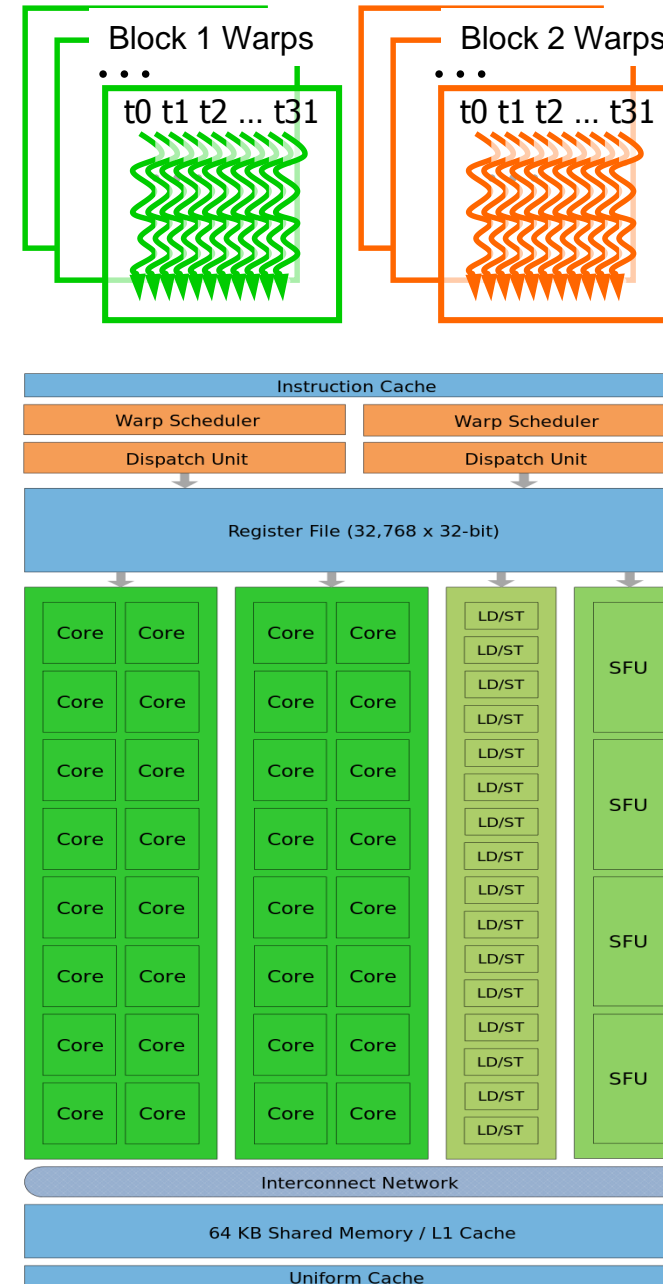 Block 1 Warps Block 2 Warps
. . . . . .
t0 t1 t2 ... t31 t0 t1 t2 ... t31
Instruction Cache
Warp Scheduler Warp Scheduler
Dispatch Unit Dispatch Unit
Register File (32,768 x 32-bit)
Core Core Core Core LD/ST
LD/ST
SFU
Core Core Core Core LD/ST
LD/ST
Core Core Core Core LD/ST
LD/ST
SFU
Core Core Core Core LD/ST
LD/ST
Core Core Core Core LD/ST
LD/ST
SFU
Core Core Core Core LD/ST
LD/ST
Core Core Core Core LD/ST
LD/ST
SFU
Core Core Core Core LD/ST
LD/ST
Interconnect Network
64 KB Shared Memory / L1 Cache
Uniform Cache